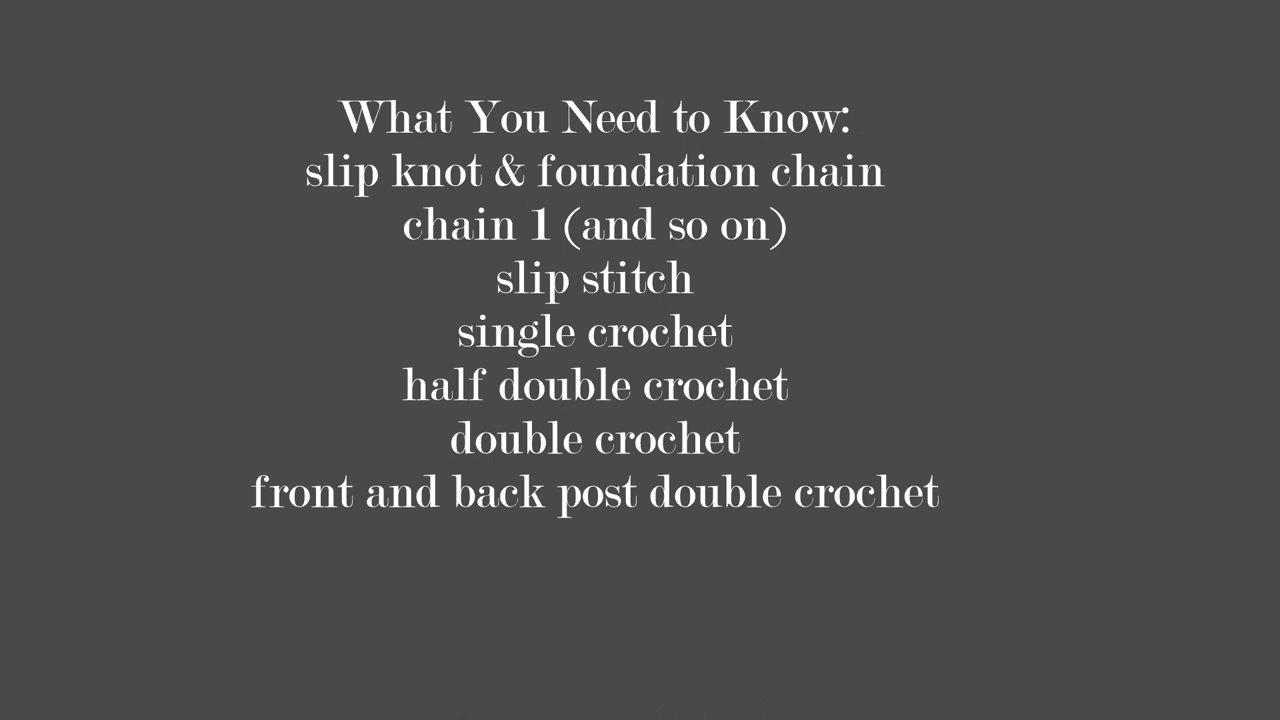 What You Need to Know:
slip knot & foundation chain
chain 1 (and so on)
slip stitch
single crochet
half double crochet
double crochet
front and back post double crochet